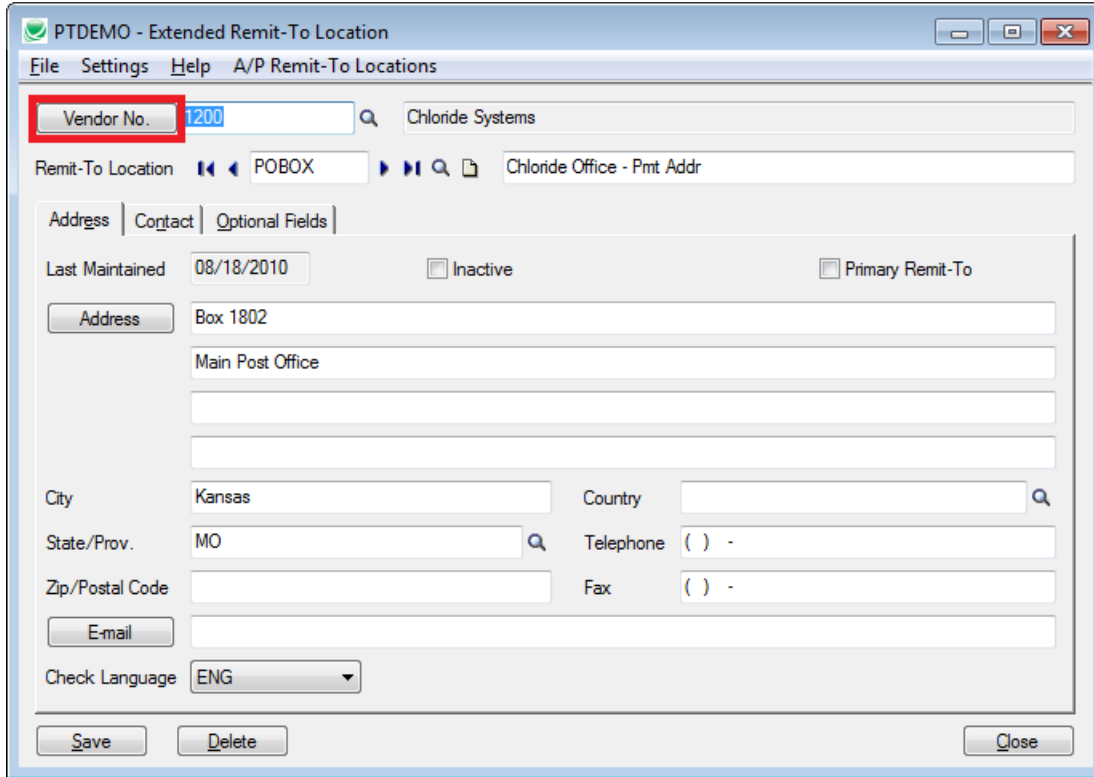 PTDEMO - Extended Remit-To Location
File Settings Help A/P Remit-To Locations
Vendor No. 1200 Chloride Systems
Remit-To Location POBOX Chloride Office - Pmt Addr
Address Contact Optional Fields
Last Maintained 08/18/2010 Inactive Primary Remit-To
Address Box 1802
Main Post Office
City Kansas Country
State/Prov. MO Telephone ( ) -
Zip/Postal Code Fax ( ) -
E-mail
Check Language ENG
Save Delete Close